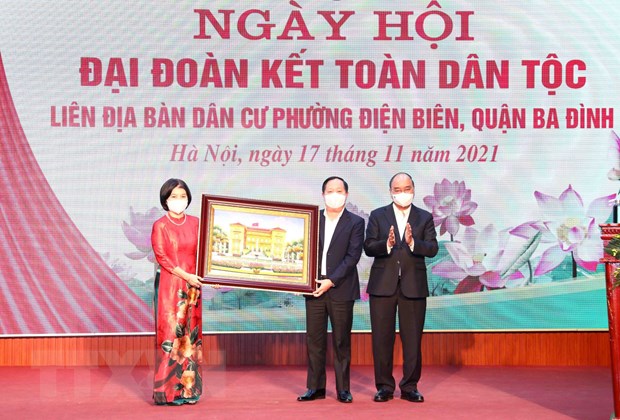 NGÀY HỘI
ĐẠI ĐOÀN KẾT TOÀN DÂN TỘC
LIÊN ĐỊA BÀN DÂN CƯ PHƯỜNG ĐIỆN BIÊN, QUẬN BA ĐÌNH
Hà Nội, ngày 17 tháng 11 năm 2021